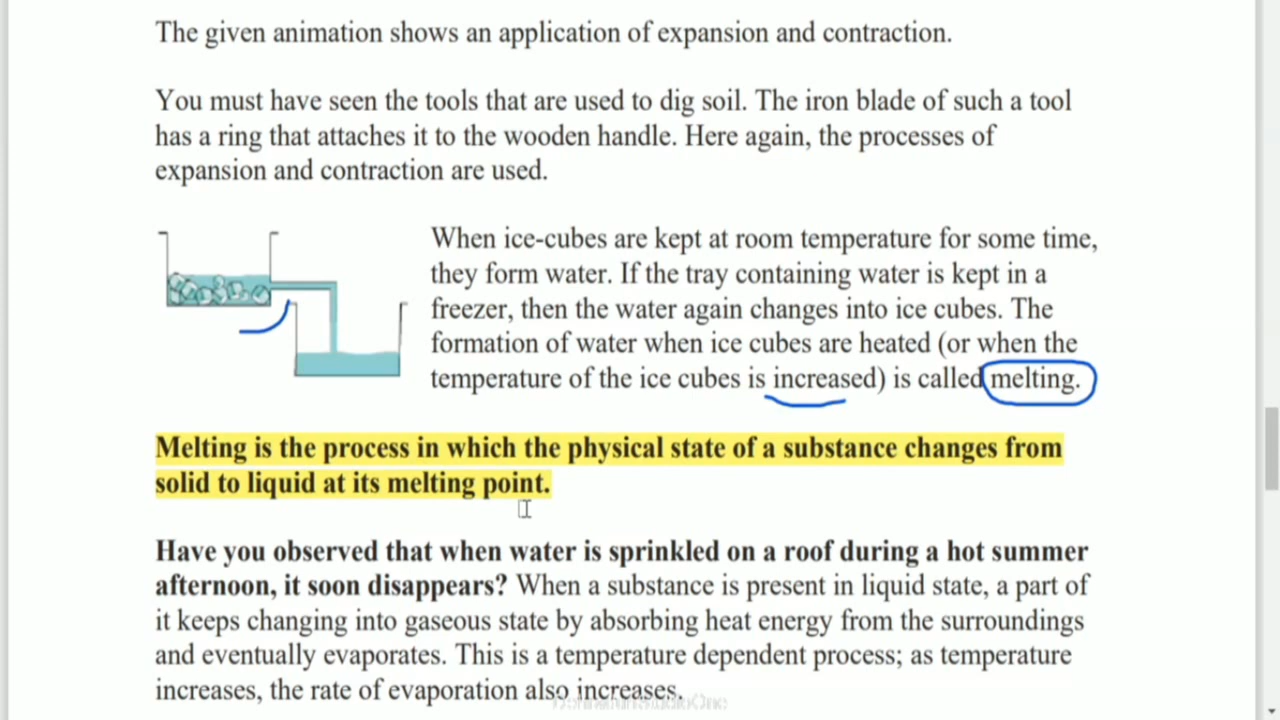 The given animation shows an application of expansion and contraction.
You must have seen the tools that are used to dig soil. The iron blade of such a tool
has a ring that attaches it to the wooden handle. Here again, the processes of
expansion and contraction are used.
When ice-cubes are kept at room temperature for some time,
they form water. If the tray containing water is kept in a
freezer, then the water again changes into ice cubes. The
formation of water when ice cubes are heated (or when the
temperature of the ice cubes is increased) is called melting.
Melting is the process in which the physical state of a substance changes from
solid to liquid at its melting point.
Have you observed that when water is sprinkled on a roof during a hot summer
afternoon, it soon disappears? When a substance is present in liquid state, a part of
it keeps changing into gaseous state by absorbing heat energy from the surroundings
and eventually evaporates. This is a temperature dependent process; as temperature
increases, the rate of evaporation also increases.